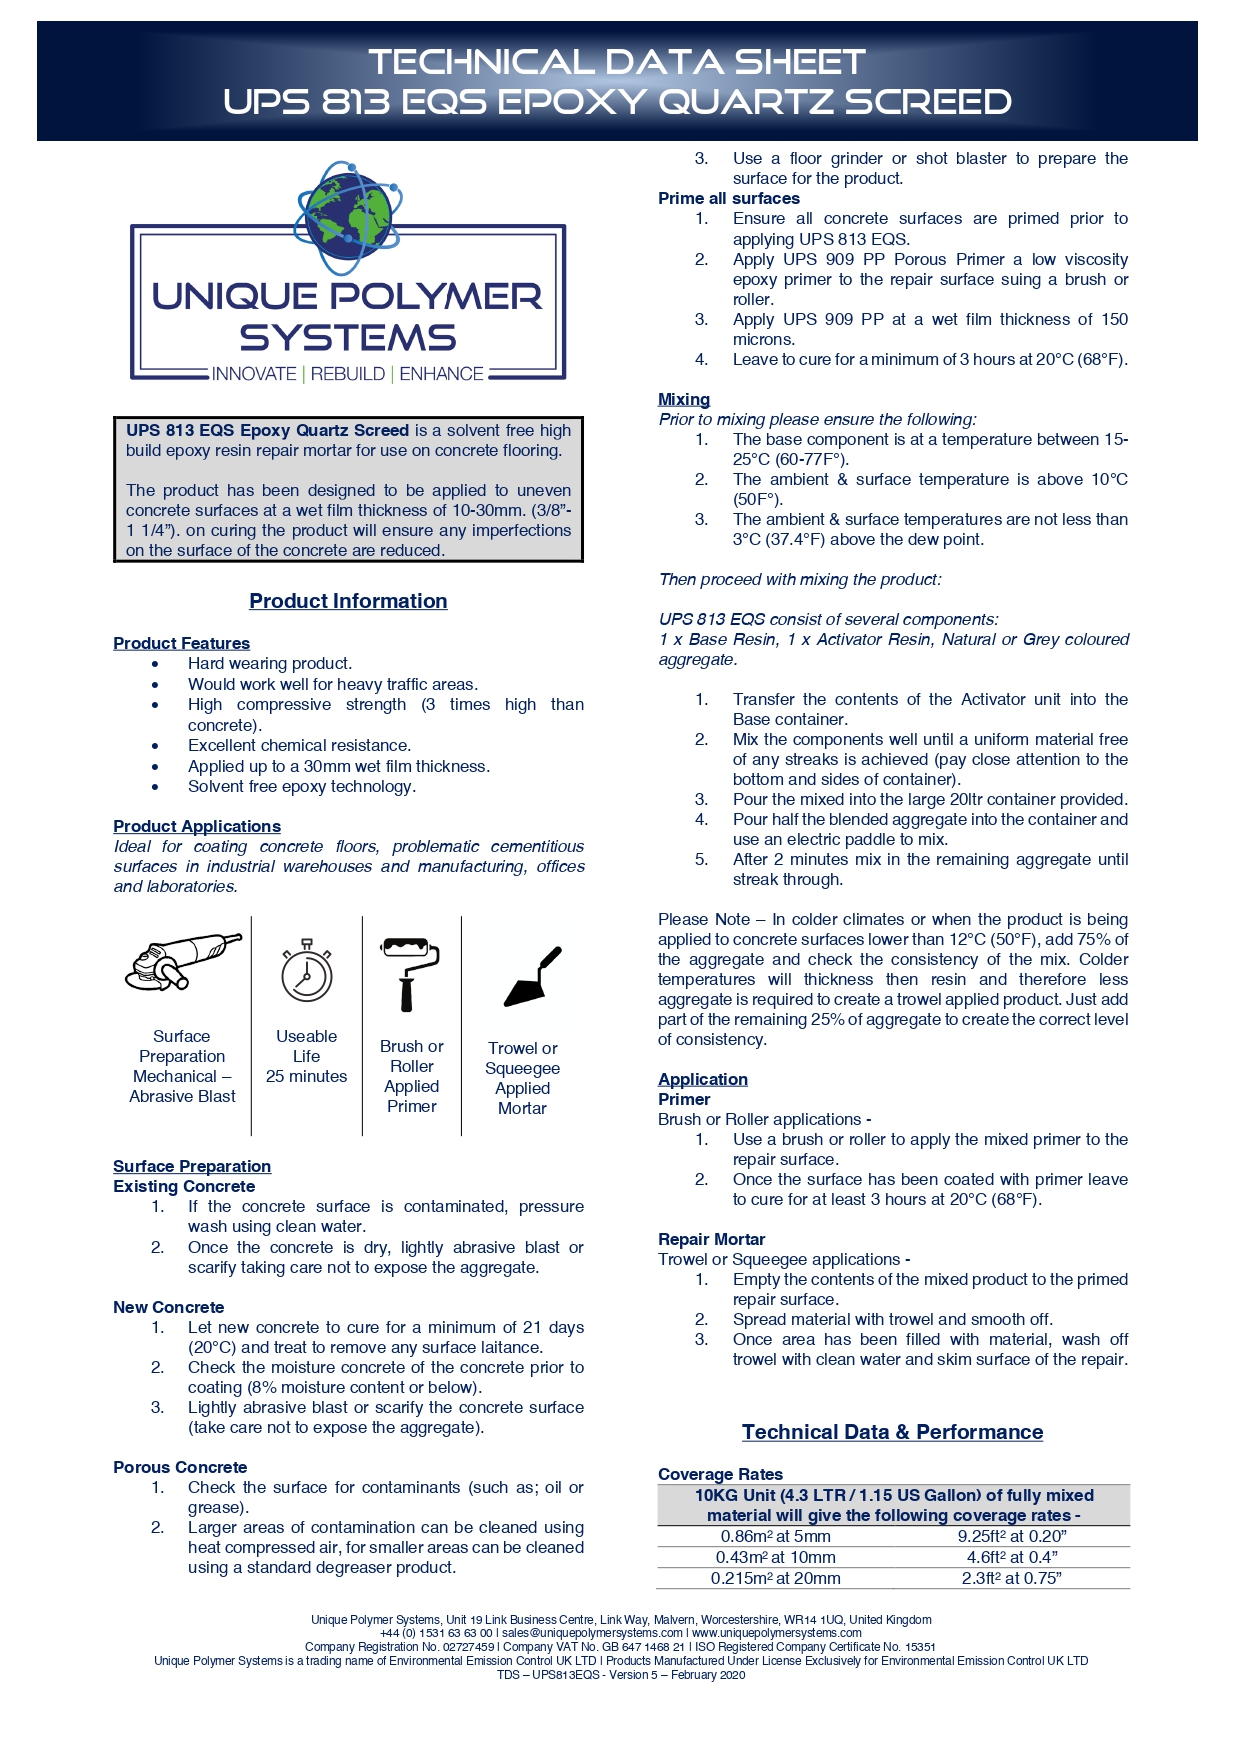 TECHNICAL DATA SHEET
UPS 813 EQS EPOXY QUARTZ SCREED
UNIQUE POLYMER
SYSTEMS
INNOVATE | REBUILD | ENHANCE
UPS 813 EQS Epoxy Quartz Screed is a solvent free high
build epoxy resin repair mortar for use on concrete flooring.
The product has been designed to be applied to uneven
concrete surfaces at a wet film thickness of 10-30mm. (3/8”-
1 1/4”). on curing the product will ensure any imperfections
on the surface of the concrete are reduced.
Product Information
Product Features
• Hard wearing product.
• Would work well for heavy traffic areas.
• High compressive strength (3 times high than
concrete).
• Excellent chemical resistance.
• Applied up to a 30mm wet film thickness.
• Solvent free epoxy technology.
Product Applications
Ideal for coating concrete floors, problematic cementitious
surfaces in industrial warehouses and manufacturing, offices
and laboratories.
Surface
Preparation
Mechanical –
Abrasive Blast
Useable
Life
25 minutes
Brush or
Roller
Applied
Primer
Trowel or
Squeegee
Applied
Mortar
Surface Preparation
Existing Concrete
1. If the concrete surface is contaminated, pressure
wash using clean water.
2. Once the concrete is dry, lightly abrasive blast or
scarify taking care not to expose the aggregate.
New Concrete
1. Let new concrete to cure for a minimum of 21 days
(20°C) and treat to remove any surface laitance.
2. Check the moisture concrete of the concrete prior to
coating (8% moisture content or below).
3. Lightly abrasive blast or scarify the concrete surface
(take care not to expose the aggregate).
Porous Concrete
1. Check the surface for contaminants (such as; oil or
grease).
2. Larger areas of contamination can be cleaned using
heat compressed air, for smaller areas can be cleaned
using a standard degreaser product.
3. Use a floor grinder or shot blaster to prepare the
surface for the product.
Prime all surfaces
1. Ensure all concrete surfaces are primed prior to
applying UPS 813 EQS.
2. Apply UPS 909 PP Porous Primer a low viscosity
epoxy primer to the repair surface suing a brush or
roller.
3. Apply UPS 909 PP at a wet film thickness of 150
microns.
4. Leave to cure for a minimum of 3 hours at 20°C (68°F).
Mixing
Prior to mixing please ensure the following:
1. The base component is at a temperature between 15-
25°C (60-77F°).
2. The ambient & surface temperature is above 10°C
(50F°).
3. The ambient & surface temperatures are not less than
3°C (37.4°F) above the dew point.
Then proceed with mixing the product:
UPS 813 EQS consist of several components:
1 x Base Resin, 1 x Activator Resin, Natural or Grey coloured
aggregate.
1. Transfer the contents of the Activator unit into the
Base container.
2. Mix the components well until a uniform material free
of any streaks is achieved (pay close attention to the
bottom and sides of container).
3. Pour the mixed into the large 20ltr container provided.
4. Pour half the blended aggregate into the container and
use an electric paddle to mix.
5. After 2 minutes mix in the remaining aggregate until
streak through.
Please Note – In colder climates or when the product is being
applied to concrete surfaces lower than 12°C (50°F), add 75% of
the aggregate and check the consistency of the mix. Colder
temperatures will thickness then resin and therefore less
aggregate is required to create a trowel applied product. Just add
part of the remaining 25% of aggregate to create the correct level
of consistency.
Application
Primer
Brush or Roller applications -
1. Use a brush or roller to apply the mixed primer to the
repair surface.
2. Once the surface has been coated with primer leave
to cure for at least 3 hours at 20°C (68°F).
Repair Mortar
Trowel or Squeegee applications -
1. Empty the contents of the mixed product to the primed
repair surface.
2. Spread material with trowel and smooth off.
3. Once area has been filled with material, wash off
trowel with clean water and skim surface of the repair.
Technical Data & Performance
Coverage Rates
10KG Unit (4.3 LTR / 1.15 US Gallon) of fully mixed
material will give the following coverage rates -
0.86m² at 5mm 9.25ft² at 0.20”
0.43m² at 10mm 4.6ft² at 0.4”
0.215m² at 20mm 2.3ft² at 0.75”
Unique Polymer Systems, Unit 19 Link Business Centre, Link Way, Malvern, Worcestershire, WR14 1UQ, United Kingdom
+44 (0) 1531 63 63 00 | sales@uniquepolymersystems.com | www.uniquepolymersystems.com
Company Registration No. 02727459 | Company VAT No. GB 647 1468 21 | ISO Registered Company Certificate No. 15351
Unique Polymer Systems is a trading name of Environmental Emission Control UK LTD | Products Manufactured Under License Exclusively for Environmental Emission Control UK LTD
TDS – UPS813EQS - Version 5 – February 2020